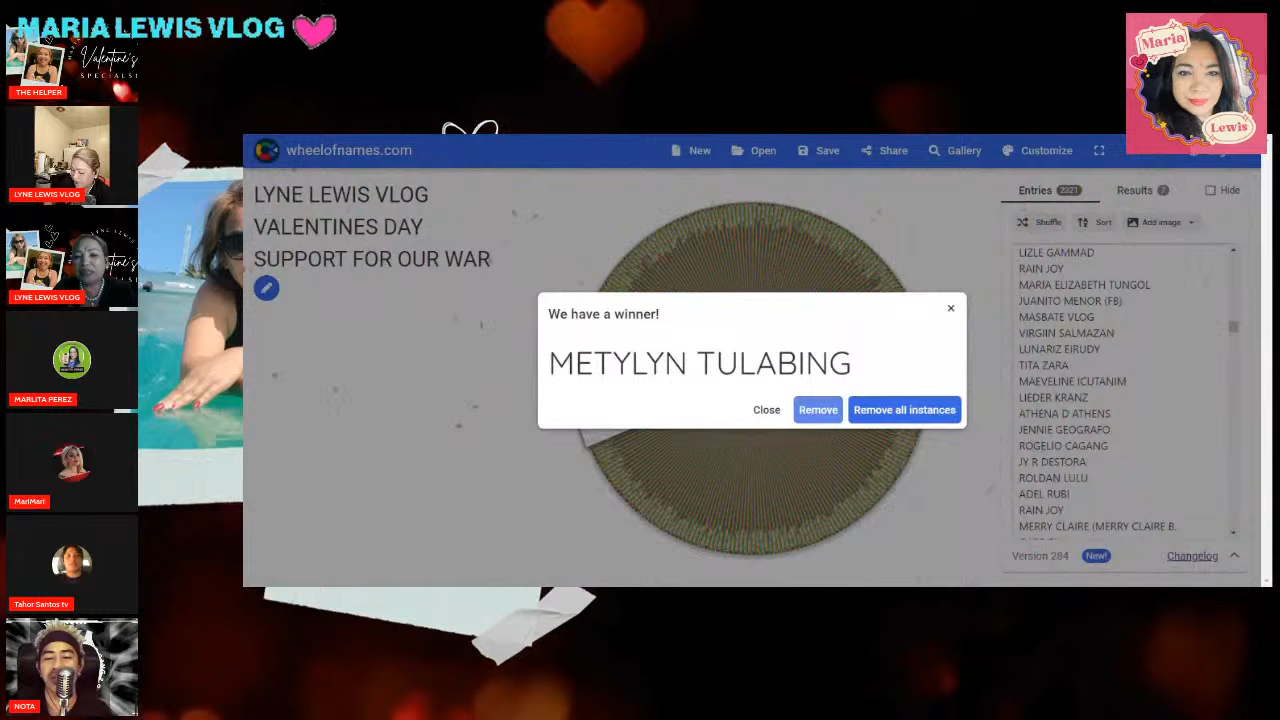 MARIA LEWIS VLOG
Valentine's
SPECIALS!
THE HELPER
LYNE LEWIS VLOG
LYNE LEWIS VLOG
MARLITA PEREZ
MariMari
Tahor Santos tv
NOTA
Maria
Lewis
wheelofnames.com
New
Open
Save
Share
Gallery
Customize
LYNE LEWIS VLOG
VALENTINES DAY
SUPPORT FOR OUR WAR
We have a winner!
×
METYLYN TULABING
Close
Remove
Remove all instances
Entries 2321
Results 7
Hide
Shuffle
Sort
Add image
LIZLE GAMMAD
RAIN JOY
MARIA ELIZABETH TUNGOL
JUANITO MENOR (FB)
MASBATE VLOG
VIRGIIN SALMAZAN
LUNARIZ EIRUDY
TITA ZARA
MAEVELINE ICUTANIM
LIEDER KRANZ
ATHENA D ATHENS
JENNIE GEOGRAFO
ROGELIO CAGANG
JY R DESTORA
ROLDAN LULU
ADEL RUBI
RAIN JOY
MERRY CLAIRE (MERRY CLAIRE B.
Version 284
New!
Changelog